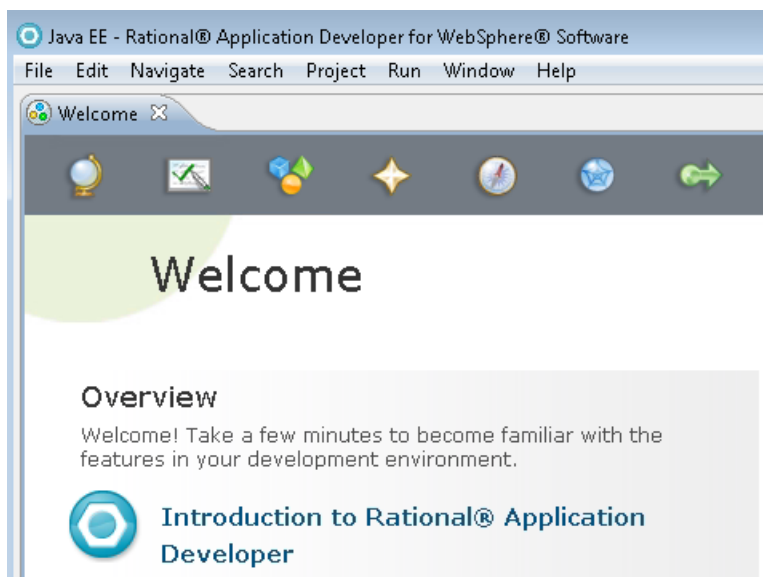 Java EE - Rational® Application Developer for WebSphere® Software
File Edit Navigate Search Project Run Window Help
Welcome
Welcome
Overview
Welcome! Take a few minutes to become familiar with the
features in your development environment.
Introduction to Rational® Application
Developer